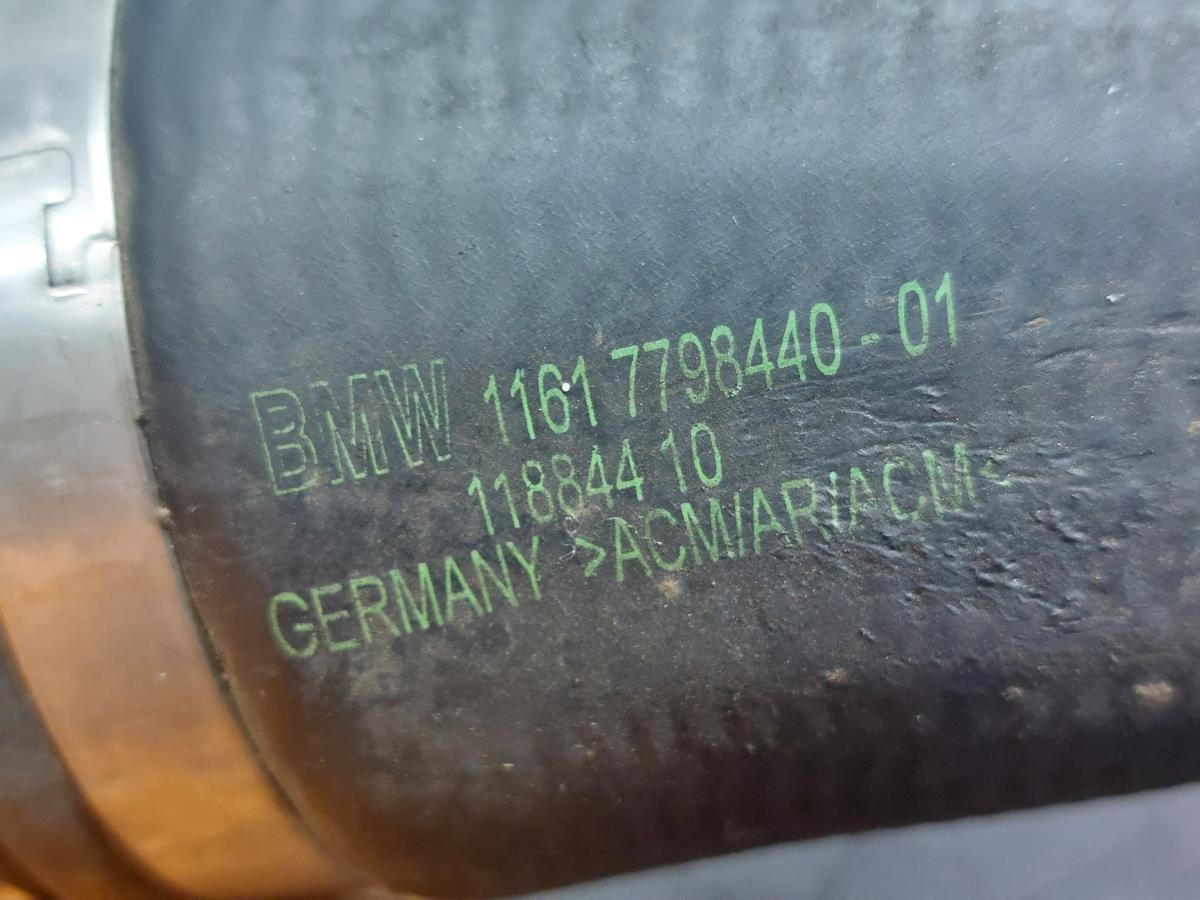 BMW 1161 7798440-01
118844 10
GERMANY >ACM/AR/ACM<